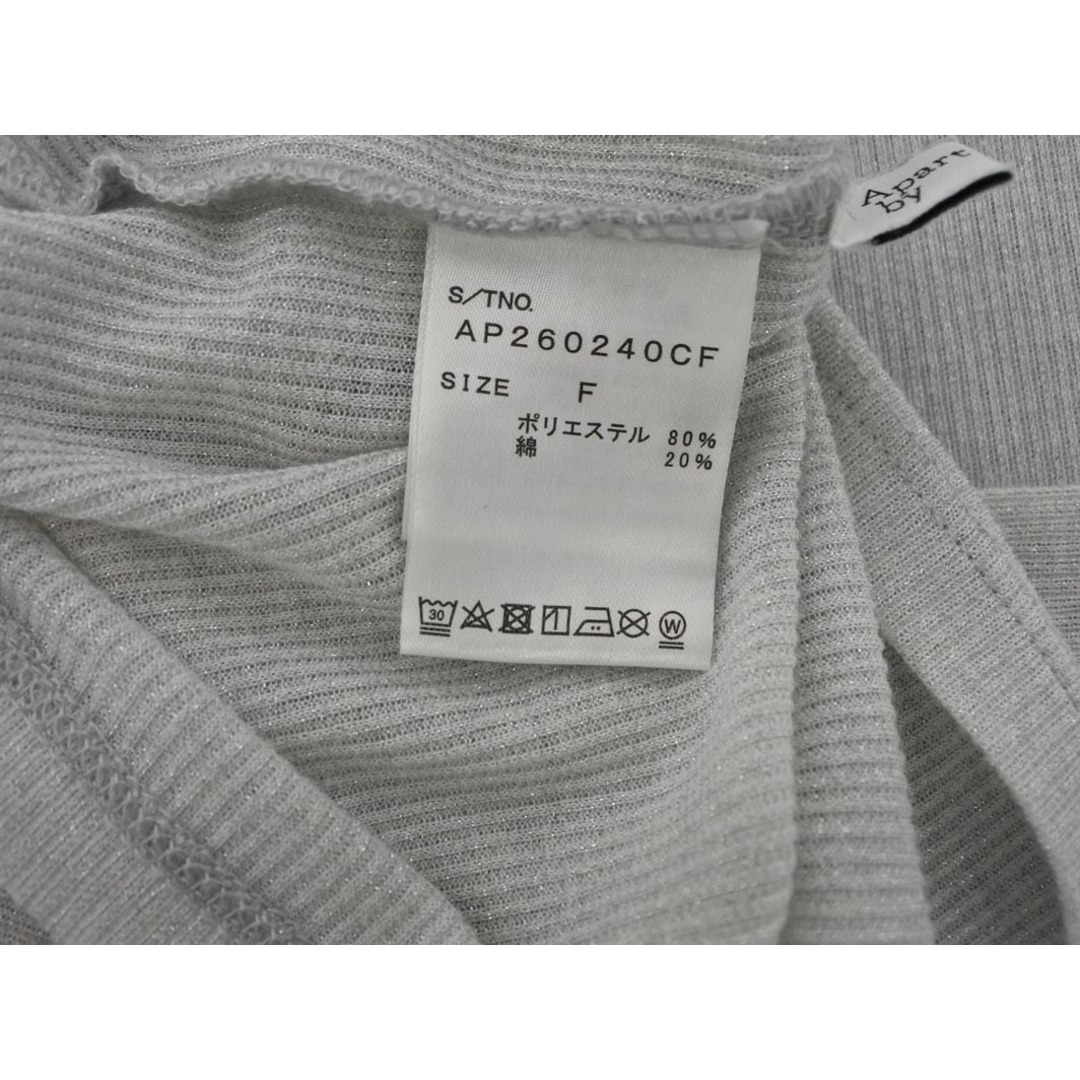 Apart
by
S/TNO.
AP260240CF
SIZE F
ポリエステル 80%
綿 20%
30
W